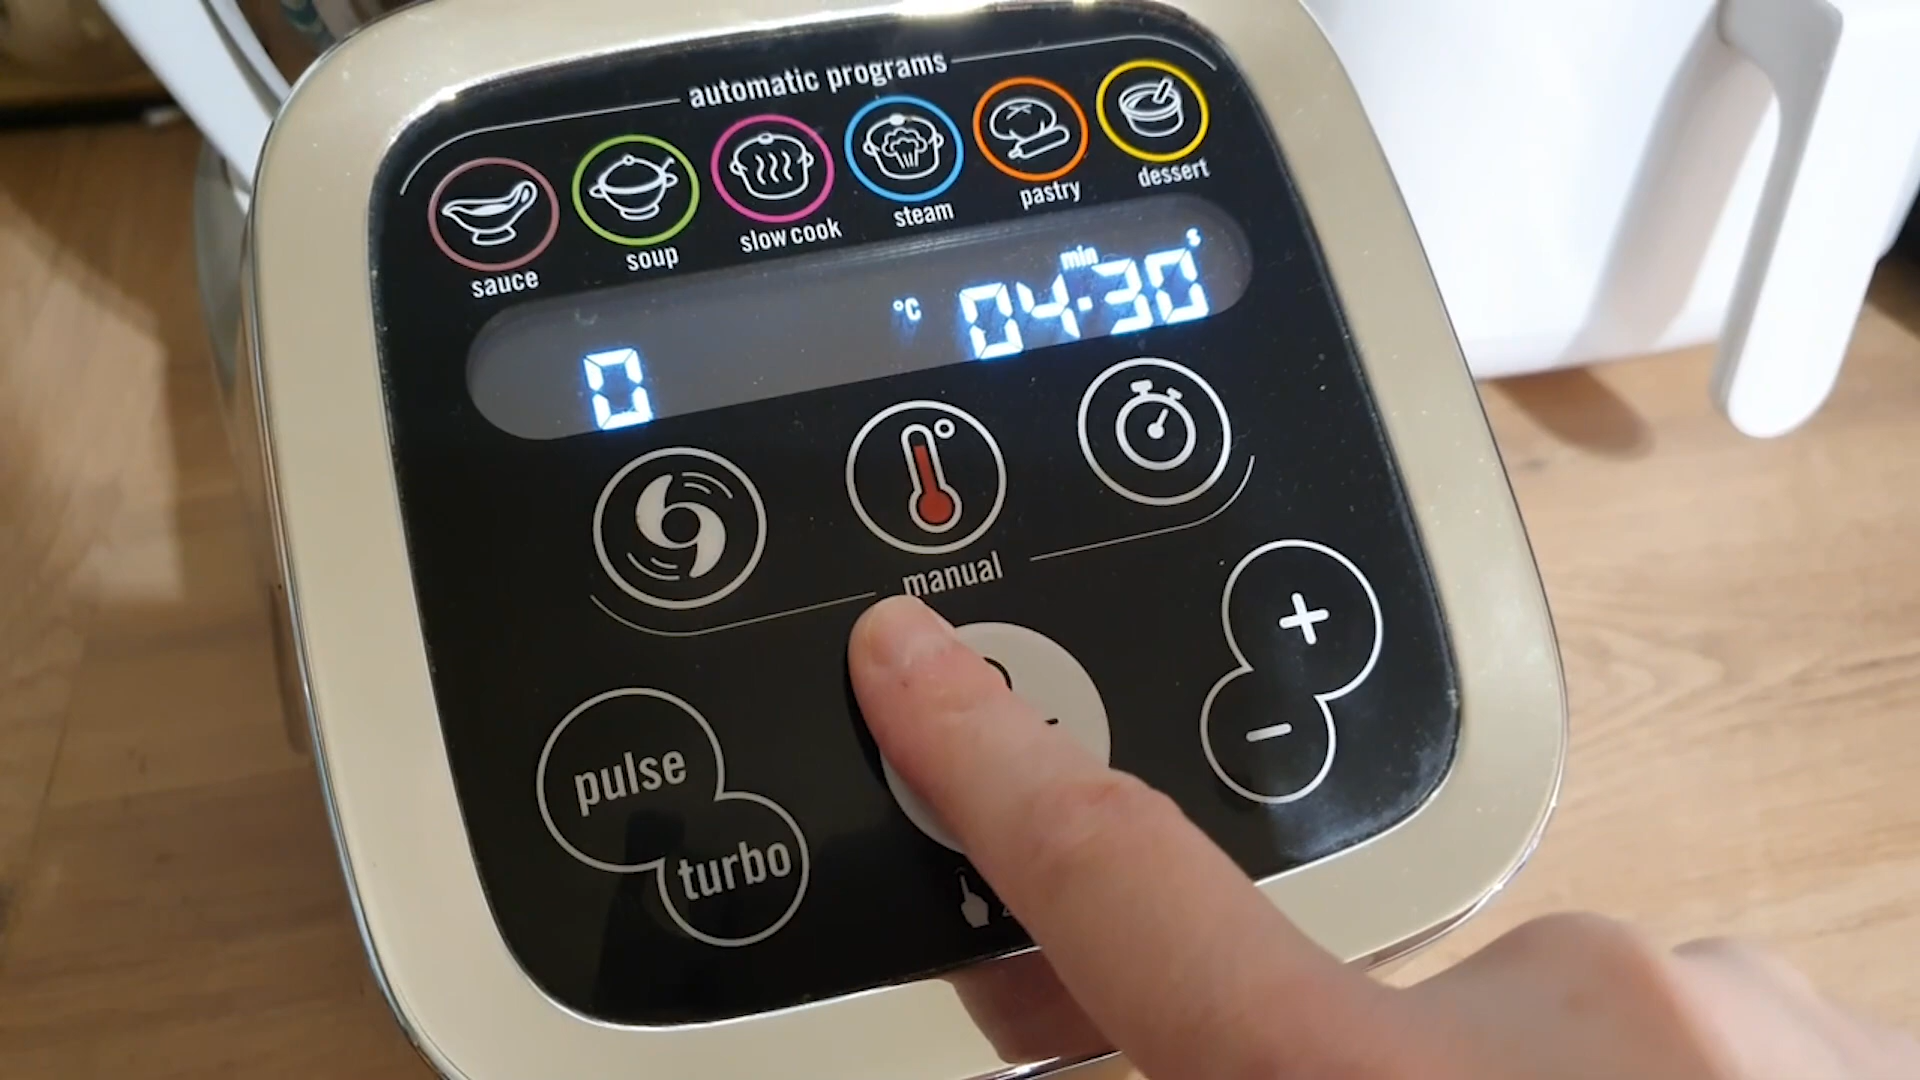 automatic programs
sauce
soup
slow cook
steam
pastry
dessert
0
°C
04:30
min
s
manual
+
-
pulse
turbo